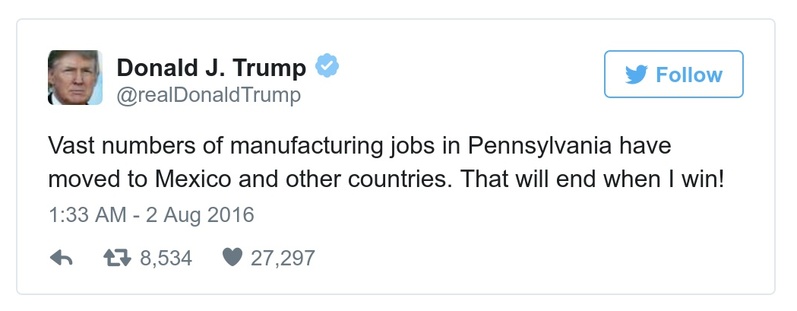 Donald J. Trump
@realDonaldTrump
Follow
Vast numbers of manufacturing jobs in Pennsylvania have
moved to Mexico and other countries. That will end when I win!
1:33 AM - 2 Aug 2016
8,534 27,297